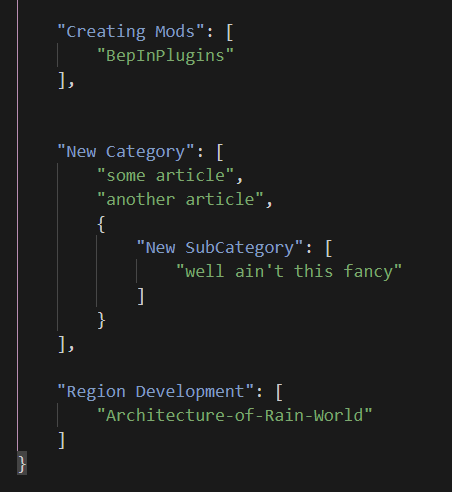 "Creating Mods": [
"BepInPlugins"
],
"New Category": [
"some article",
"another article",
{
"New SubCategory": [
"well ain't this fancy"
]
}
],
"Region Development": [
"Architecture-of-Rain-World"
]
}